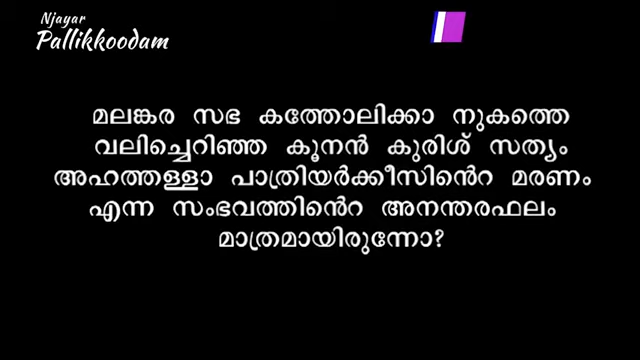 Njayar
Pallikkoodam
മലങ്കര സഭ കത്തോലിക്കാ നുകത്തെ
വലിച്ചെറിഞ്ഞ കൂനൻ കുരിശ് സത്യം
അഹത്തള്ളാ പാത്രിയർക്കീസിൻെറ മരണം
എന്ന സംഭവത്തിൻെറ അനന്തരഫലം
മാത്രമായിരുന്നോ?